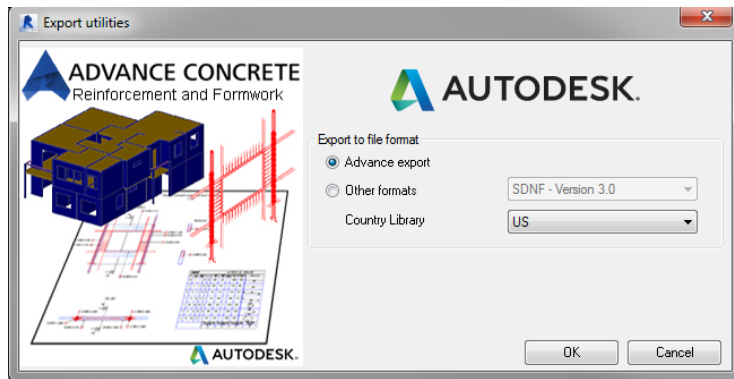 Export utilities
ADVANCE CONCRETE
Reinforcement and Formwork
AUTODESK.
AUTODESK.
Export to file format
Advance export
Other formats
SDNF - Version 3.0
Country Library
US
OK
Cancel